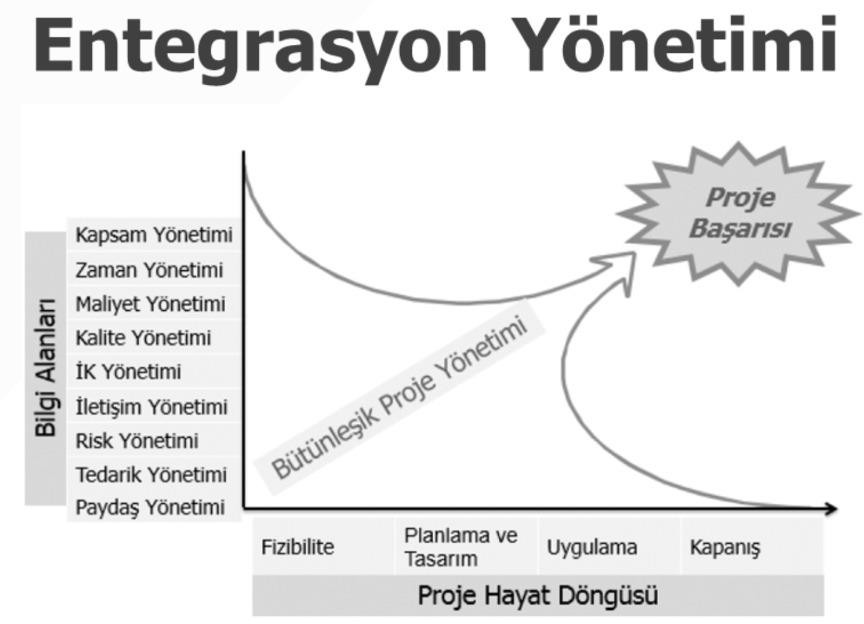 Entegrasyon Yönetimi
Proje
Başarısı
Bilgi Alanları
Kapsam Yönetimi
Zaman Yönetimi
Maliyet Yönetimi
Kalite Yönetimi
İK Yönetimi
İletişim Yönetimi
Risk Yönetimi
Tedarik Yönetimi
Paydaş Yönetimi
Bütünleşik Proje Yönetimi
Fizibilite
Planlama ve
Tasarım
Uygulama
Kapanış
Proje Hayat Döngüsü